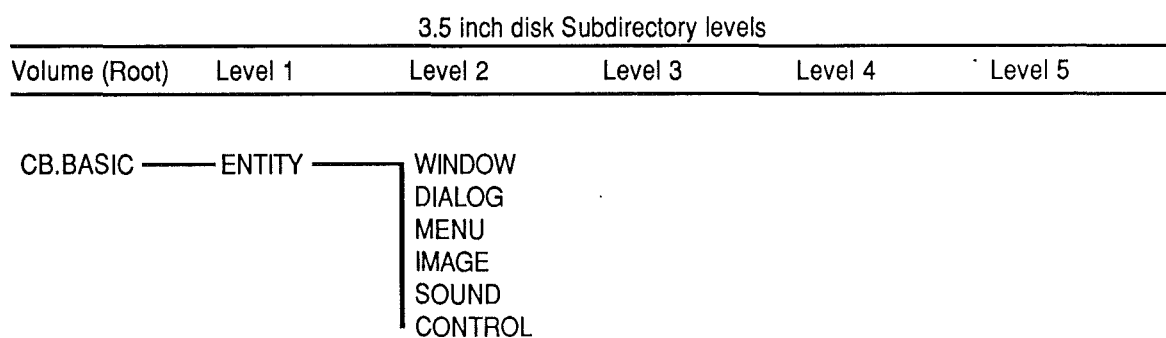 3.5 inch disk Subdirectory levels
Volume (Root) Level 1 Level 2 Level 3 Level 4 Level 5
CB.BASIC ENTITY WINDOW
DIALOG
MENU
IMAGE
SOUND
CONTROL